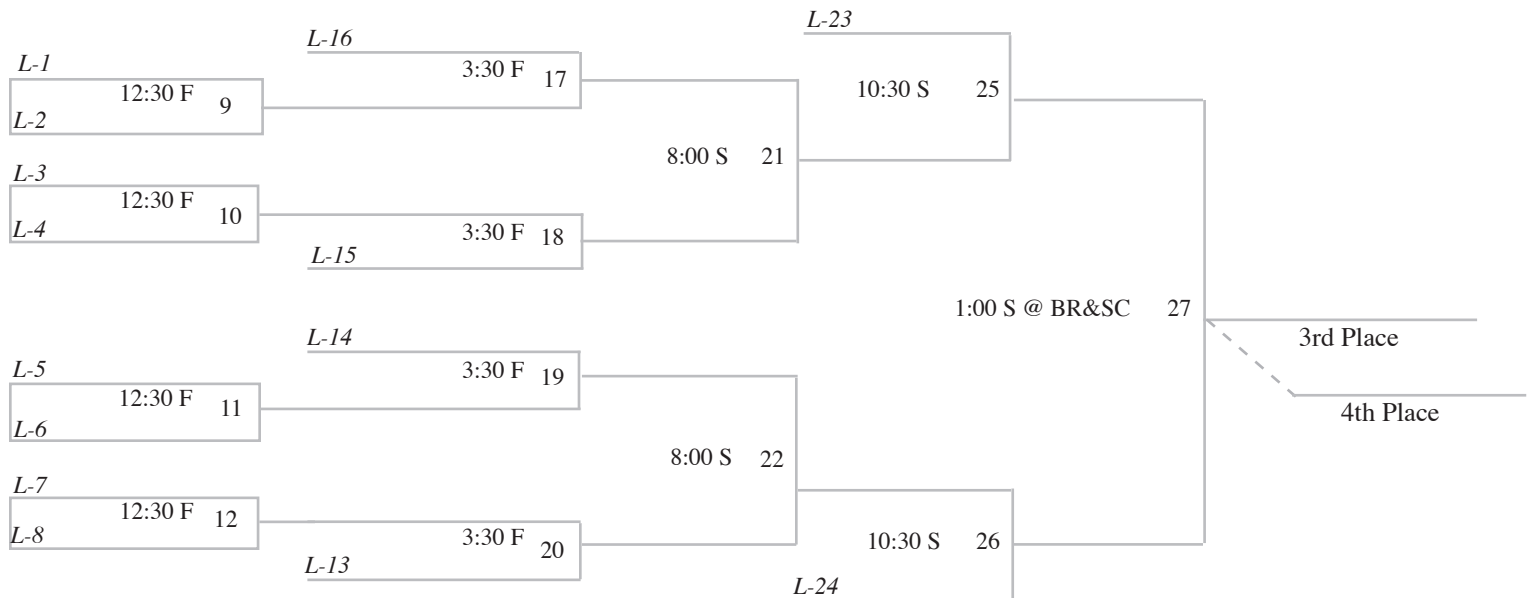 L-23
L-16
3:30 F 17
L-1
12:30 F 9
L-2
10:30 S 25
8:00 S 21
L-3
12:30 F 10
L-4
3:30 F 18
L-15
1:00 S @ BR&SC 27
3rd Place
4th Place
L-14
3:30 F 19
L-5
12:30 F 11
L-6
8:00 S 22
L-7
12:30 F 12
L-8
3:30 F 20
L-13
10:30 S 26
L-24